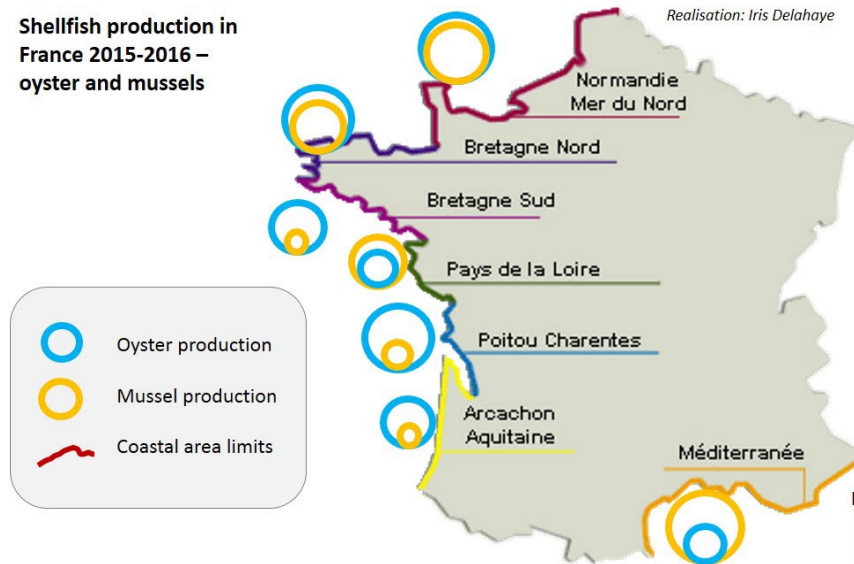 Shellfish production in
France 2015-2016 –
oyster and mussels
Realisation: Iris Delahaye
Normandie
Mer du Nord
Bretagne Nord
Bretagne Sud
Pays de la Loire
Poitou Charentes
Arcachon
Aquitaine
Méditerranée
Oyster production
Mussel production
Coastal area limits